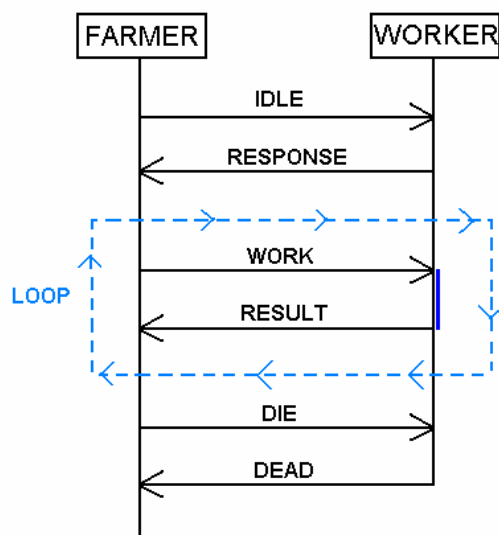 FARMER
WORKER
IDLE
RESPONSE
WORK
LOOP
RESULT
DIE
DEAD